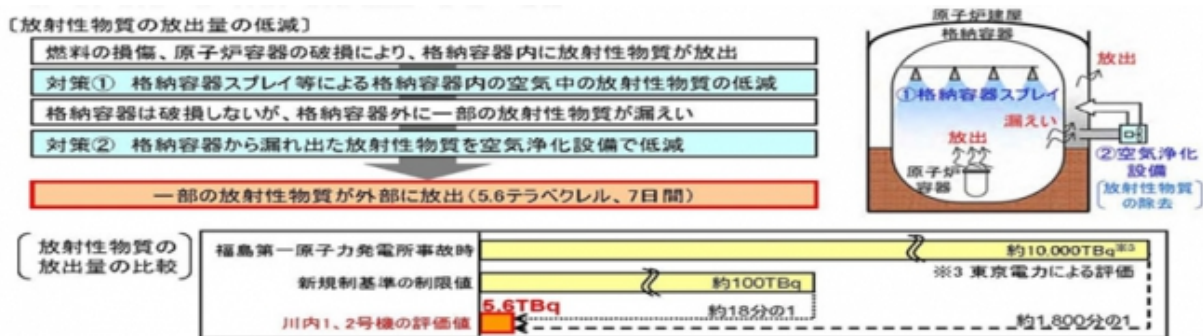 〔放射性物質の放出量の低減〕
燃料の損傷、原子炉容器の破損により、格納容器内に放射性物質が放出
対策① 格納容器スプレイ等による格納容器内の空気中の放射性物質の低減
格納容器は破損しないが、格納容器外に一部の放射性物質が漏えい
対策② 格納容器から漏れ出た放射性物質を空気浄化設備で低減
一部の放射性物質が外部に放出(5.6テラベクレル、7日間)
原子炉建屋
格納容器
放出
①格納容器スプレイ
漏えい
放出
原子炉
容器
②空気浄化
設備
〔放射性物質
の除去〕
〔放射性物質の
放出量の比較〕
福島第一原子力発電所事故時
約10,000TBq※3
※3 東京電力による評価
新規制基準の制限値
約100TBq
5.6TBq
約18分の1
川内1、2号機の評価値
約1,800分の1